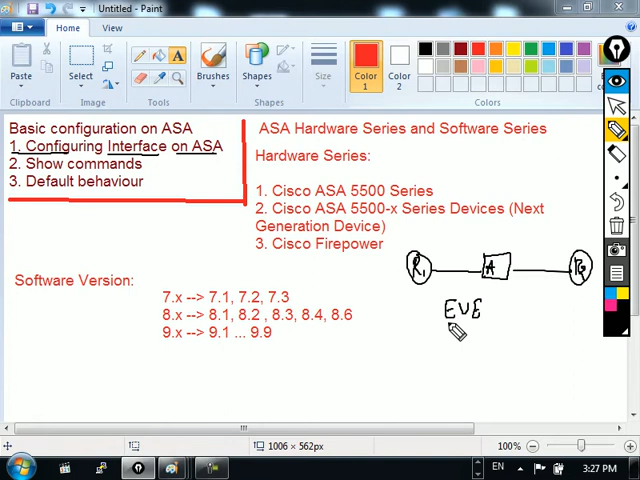 Untitled - Paint
Home
View
Paste
Select
Brushes
Shapes
Size
Color 1
Color 2
Clipboard
Image
Tools
Colors
Basic configuration on ASA
1. Configuring Interface on ASA
2. Show commands
3. Default behaviour
ASA Hardware Series and Software Series
Hardware Series:
1. Cisco ASA 5500 Series
2. Cisco ASA 5500-x Series Devices (Next
Generation Device)
3. Cisco Firepower
R1 A
EVE
Software Version:
7.x --> 7.1, 7.2, 7.3
8.x --> 8.1, 8.2 , 8.3, 8.4, 8.6
9.x --> 9.1 ... 9.9
1006 × 562px
100%
EN
3:27 PM